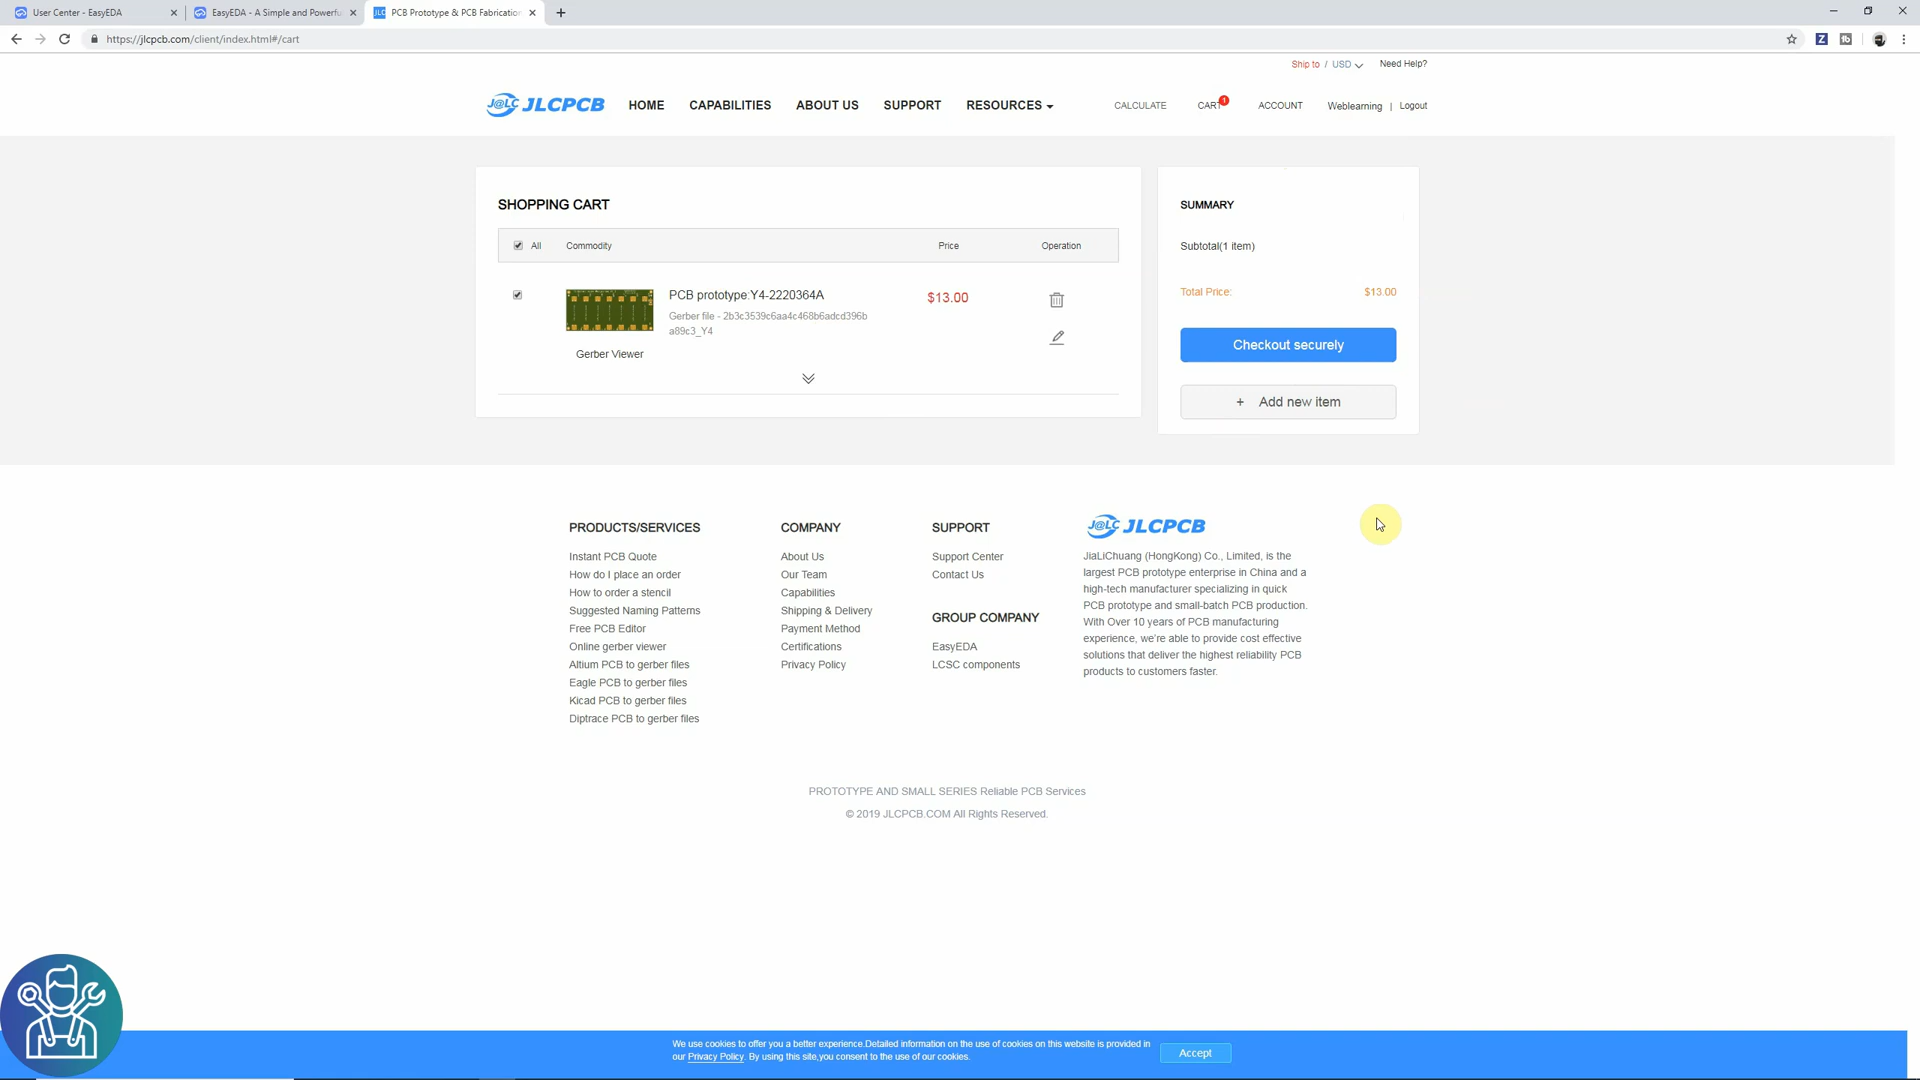 User Center - EasyEDA
EasyEDA - A Simple and Powerfu
JLC PCB Prototype & PCB Fabrication
https://jlcpcb.com/client/index.html#/cart
Ship to / USD Need Help?
J@LC JLCPCB HOME CAPABILITIES ABOUT US SUPPORT RESOURCES CALCULATE CART 1 ACCOUNT Weblearning | Logout
SHOPPING CART
All Commodity Price Operation
PCB prototype:Y4-2220364A $13.00
Gerber file - 2b3c3539c6aa4c468b6adcd396b
a89c3_Y4
Gerber Viewer
SUMMARY
Subtotal(1 item)
Total Price: $13.00
Checkout securely
+ Add new item
PRODUCTS/SERVICES
Instant PCB Quote
How do I place an order
How to order a stencil
Suggested Naming Patterns
Free PCB Editor
Online gerber viewer
Altium PCB to gerber files
Eagle PCB to gerber files
Kicad PCB to gerber files
Diptrace PCB to gerber files
COMPANY
About Us
Our Team
Capabilities
Shipping & Delivery
Payment Method
Certifications
Privacy Policy
SUPPORT
Support Center
Contact Us
GROUP COMPANY
EasyEDA
LCSC components
J@LC JLCPCB
JiaLiChuang (HongKong) Co., Limited, is the
largest PCB prototype enterprise in China and a
high-tech manufacturer specializing in quick
PCB prototype and small-batch PCB production.
With Over 10 years of PCB manufacturing
experience, we're able to provide cost effective
solutions that deliver the highest reliability PCB
products to customers faster.
PROTOTYPE AND SMALL SERIES Reliable PCB Services
© 2019 JLCPCB.COM All Rights Reserved.
We use cookies to offer you a better experience.Detailed information on the use of cookies on this website is provided in
our Privacy Policy. By using this site,you consent to the use of our cookies.
Accept